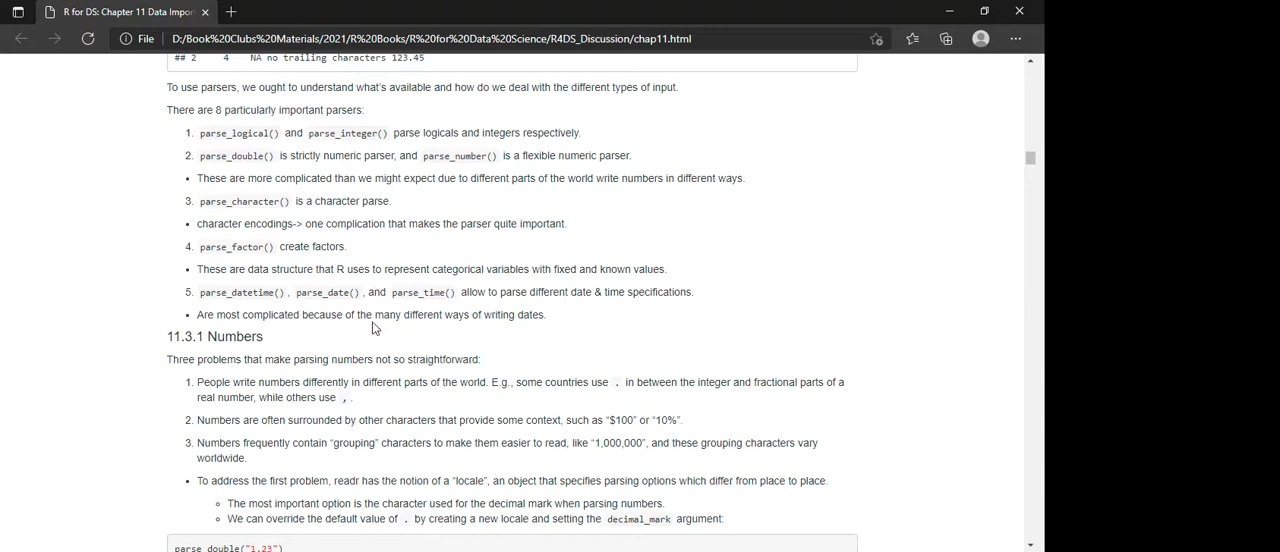 R for DS: Chapter 11 Data Impor
File
D:/Book%20Clubs%20Materials/2021/R%20Books/R%20for%20Data%20Science/R4DS_Discussion/chap11.html
## 2 4 NA no trailing characters 123.45
To use parsers, we ought to understand what's available and how do we deal with the different types of input.
There are 8 particularly important parsers:
1. parse_logical() and parse_integer() parse logicals and integers respectively.
2. parse_double() is strictly numeric parser, and parse_number() is a flexible numeric parser.
• These are more complicated than we might expect due to different parts of the world write numbers in different ways.
3. parse_character() is a character parse.
• character encodings-> one complication that makes the parser quite important.
4. parse_factor() create factors.
• These are data structure that R uses to represent categorical variables with fixed and known values.
5. parse_datetime(), parse_date(), and parse_time() allow to parse different date & time specifications.
• Are most complicated because of the many different ways of writing dates.
11.3.1 Numbers
Three problems that make parsing numbers not so straightforward:
1. People write numbers differently in different parts of the world. E.g., some countries use . in between the integer and fractional parts of a
real number, while others use , .
2. Numbers are often surrounded by other characters that provide some context, such as “$100” or “10%”.
3. Numbers frequently contain “grouping” characters to make them easier to read, like “1,000,000”, and these grouping characters vary
worldwide.
• To address the first problem, readr has the notion of a “locale”, an object that specifies parsing options which differ from place to place.
◦ The most important option is the character used for the decimal mark when parsing numbers.
◦ We can override the default value of . by creating a new locale and setting the decimal_mark argument:
parse_double("1.23")